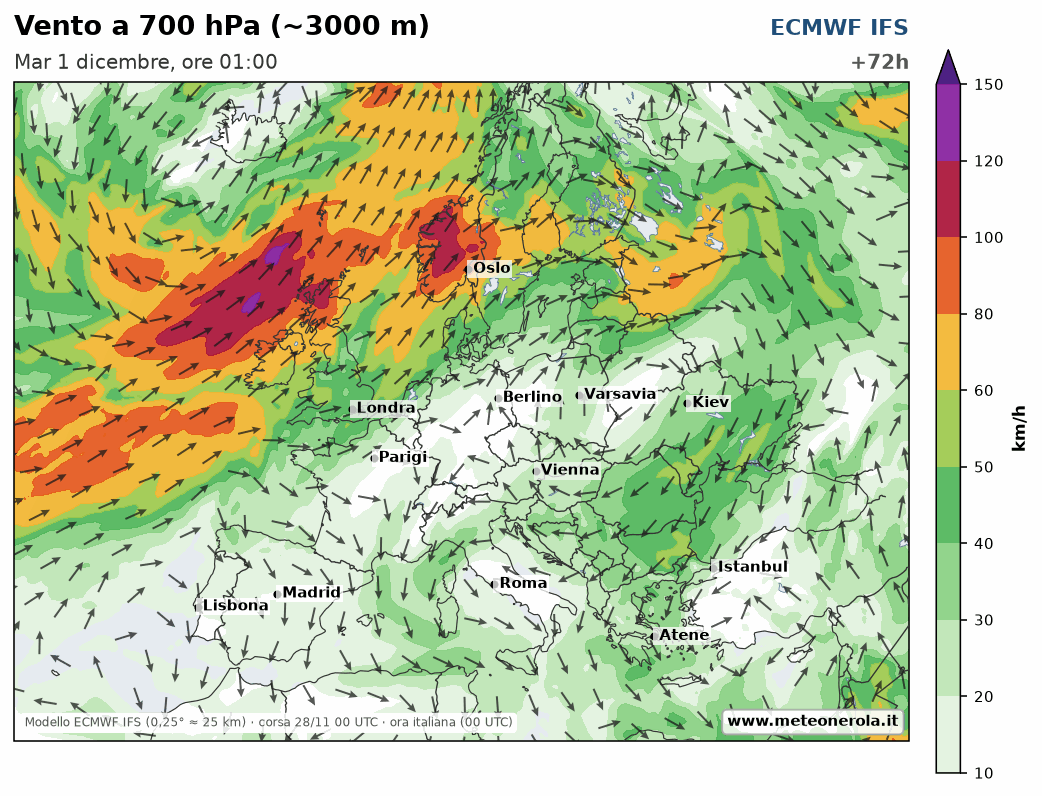 Vento a 700 hPa (~3000 m)
ECMWF IFS
Mar 1 dicembre, ore 01:00
+72h
150
120
100
80
60
50
40
30
20
10
km/h
Oslo
Berlino
Varsavia
Kiev
Londra
Parigi
Vienna
Istanbul
Roma
Madrid
Lisbona
Atene
Modello ECMWF IFS (0,25° ≈ 25 km) · corsa 28/11 00 UTC · ora italiana (00 UTC)
www.meteonerola.it